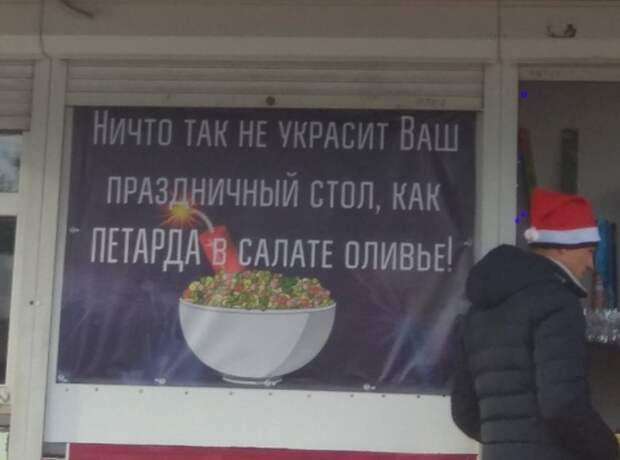 Ничто так не украсит Ваш
праздничный стол, как
петарда в салате оливье!